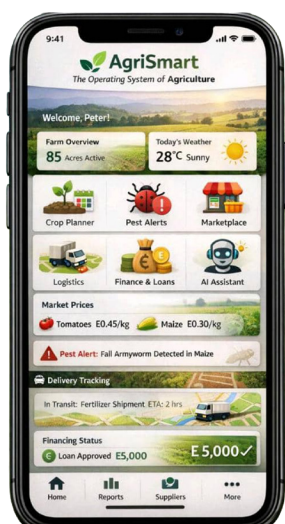 9:41
AgriSmart
The Operating System of Agriculture
Welcome, Peter!
Farm Overview
85 Acres Active
Today's Weather
28°C Sunny
Crop Planner
Pest Alerts
Marketplace
Logistics
Finance & Loans
AI Assistant
Market Prices
Tomatoes E0.45/kg
Maize E0.30/kg
Pest Alert: Fall Armyworm Detected in Maize
Delivery Tracking
In Transit: Fertilizer Shipment ETA: 2 hrs
Financing Status
Loan Approved E5,000
E 5,000✓
Home
Reports
Suppliers
More